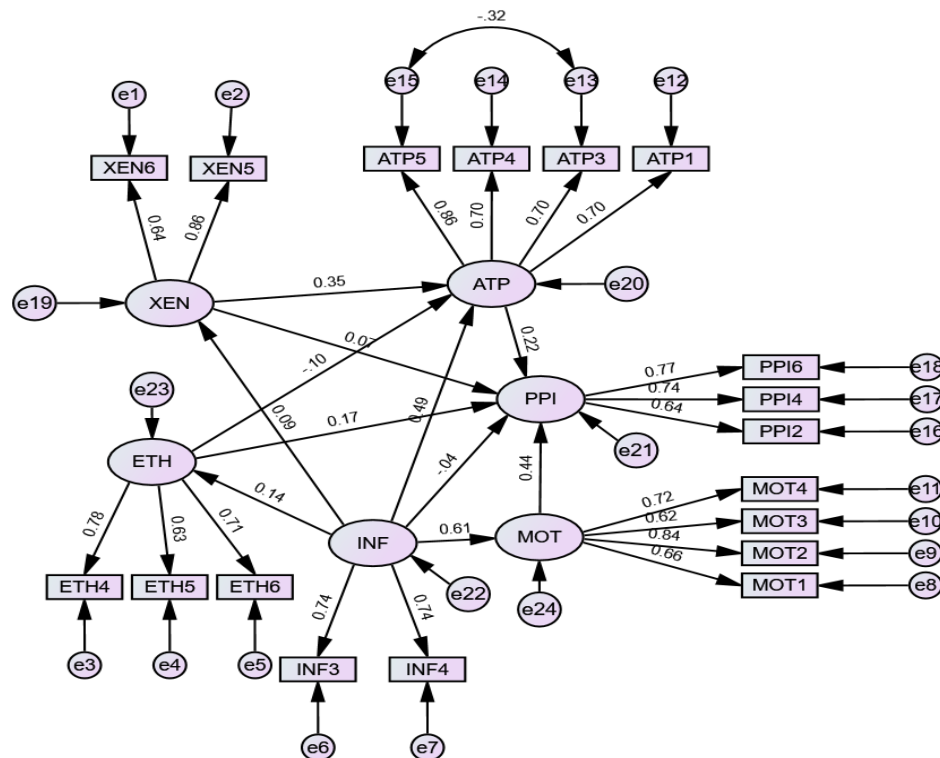 -.32
e1
e2
e15
e14
e13
e12
XEN6
XEN5
ATP5
ATP4
ATP3
ATP1
0.64
0.86
0.86
0.70
0.70
0.70
e19
XEN
0.35
ATP
e20
0.07
0.22
-.10
e23
0.09
0.49
PPI
0.77
PPI6
e18
0.74
PPI4
e17
0.64
PPI2
e16
0.17
e21
ETH
-.04
0.44
0.14
INF
0.61
MOT
0.72
MOT4
e11
0.62
MOT3
e10
0.84
MOT2
e9
0.66
MOT1
e8
0.78
0.63
0.71
ETH4
ETH5
ETH6
0.74
0.74
e22
e24
e3
e4
e5
INF3
INF4
e6
e7